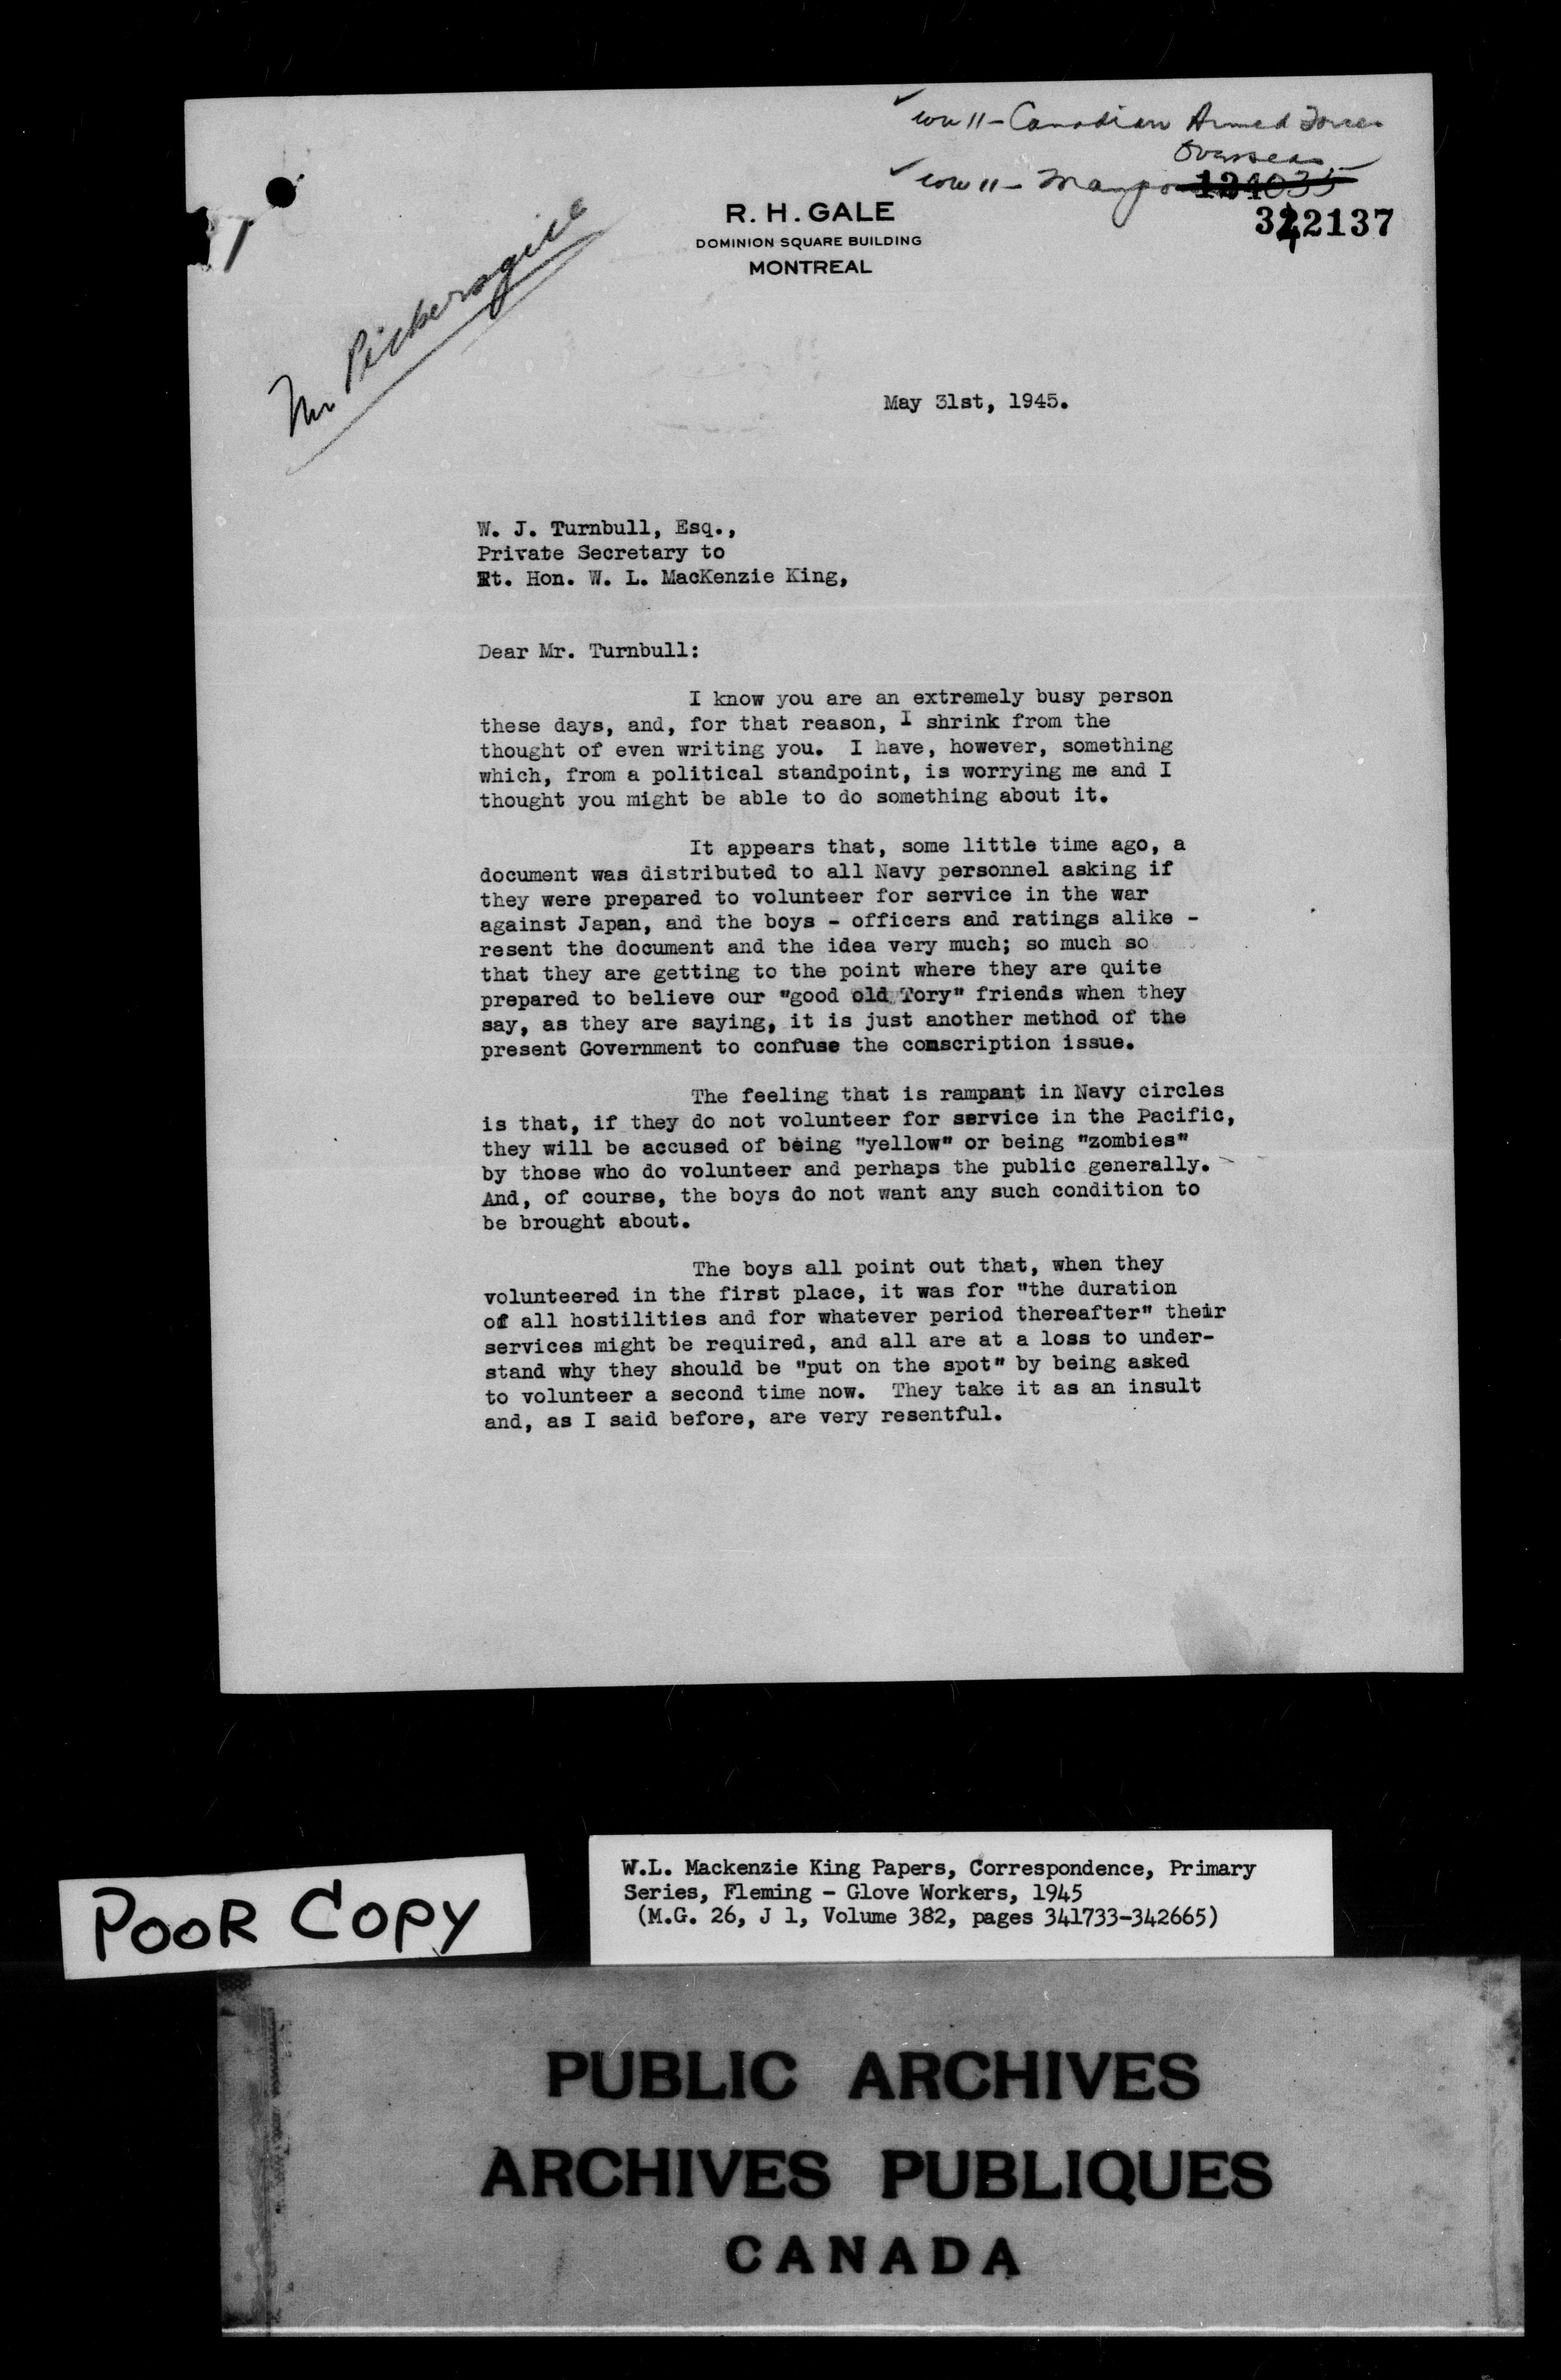 WW II - Canadian Armed Forces
Overseas
WW II -
124035
342137
Mr Pickersgill
R. H. GALE
DOMINION SQUARE BUILDING
MONTREAL
May 31st, 1945.
W. J. Turnbull, Esq.,
Private Secretary to
Rt. Hon. W. L. MacKenzie King,
Dear Mr. Turnbull:
I know you are an extremely busy person
these days, and, for that reason, I shrink from the
thought of even writing you. I have, however, something
which, from a political standpoint, is worrying me and I
thought you might be able to do something about it.
It appears that, some little time ago, a
document was distributed to all Navy personnel asking if
they were prepared to volunteer for service in the war
against Japan, and the boys - officers and ratings alike -
resent the document and the idea very much; so much so
that they are getting to the point where they are quite
prepared to believe our "good old Tory" friends when they
say, as they are saying, it is just another method of the
present Government to confuse the conscription issue.
The feeling that is rampant in Navy circles
is that, if they do not volunteer for service in the Pacific,
they will be accused of being "yellow" or being "zombies"
by those who do volunteer and perhaps the public generally.
And, of course, the boys do not want any such condition to
be brought about.
The boys all point out that, when they
volunteered in the first place, it was for "the duration
of all hostilities and for whatever period thereafter" their
services might be required, and all are at a loss to under-
stand why they should be "put on the spot" by being asked
to volunteer a second time now. They take it as an insult
and, as I said before, are very resentful.
POOR COPY
W.L. Mackenzie King Papers, Correspondence, Primary
Series, Fleming - Glove Workers, 1945
(M.G. 26, J 1, Volume 382, pages 341733-342665)
PUBLIC ARCHIVES
ARCHIVES PUBLIQUES
CANADA